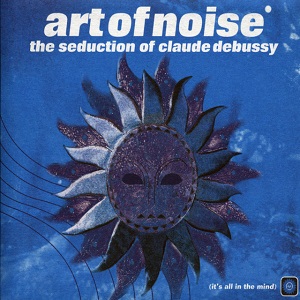 art of noise
the seduction of claude debussy
(it's all in the mind)